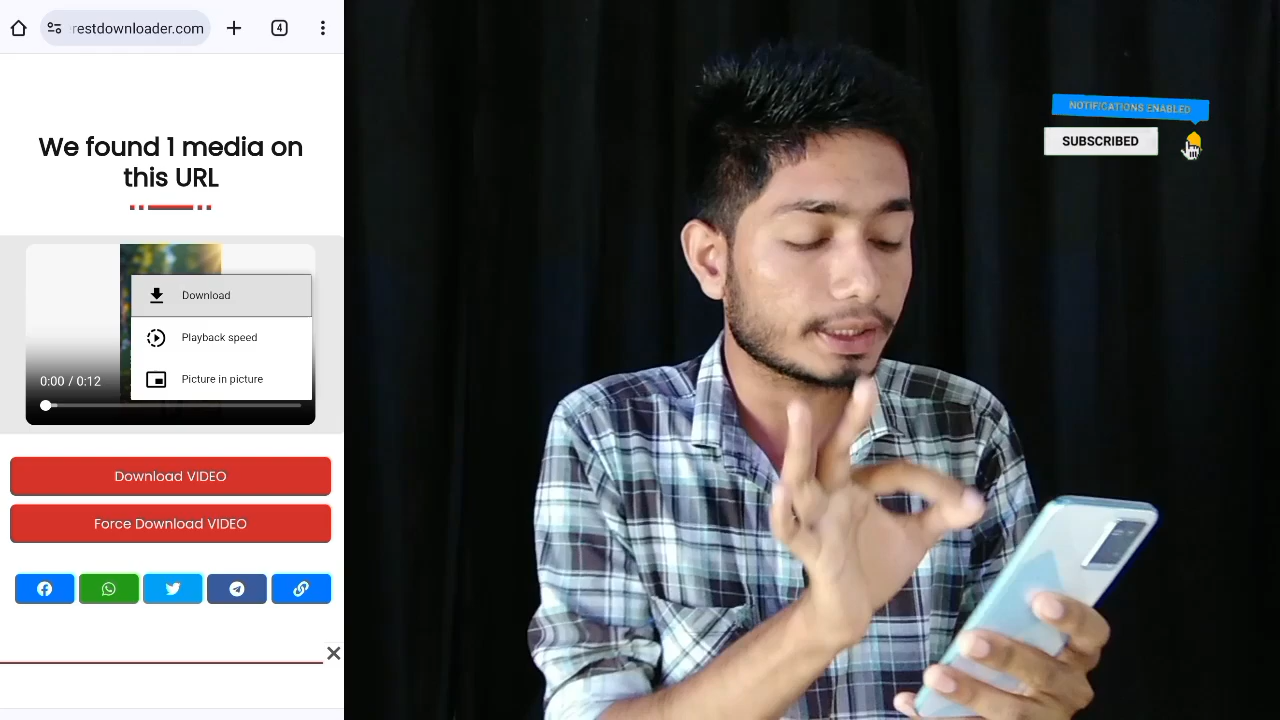 restdownloader.com
4
We found 1 media on
this URL
Download
Playback speed
Picture in picture
0:00 / 0:12
Download VIDEO
Force Download VIDEO
NOTIFICATIONS ENABLED
SUBSCRIBED